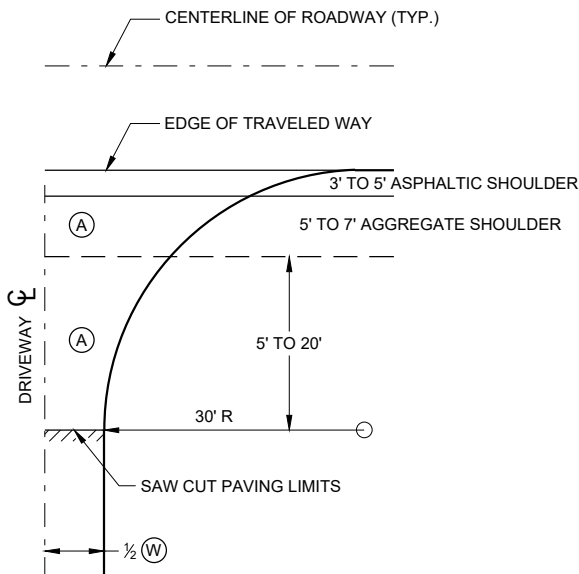 CENTERLINE OF ROADWAY (TYP.)
EDGE OF TRAVELED WAY
3' TO 5' ASPHALTIC SHOULDER
A
5' TO 7' AGGREGATE SHOULDER
DRIVEWAY ℄
A
5' TO 20'
30' R
SAW CUT PAVING LIMITS
½ W